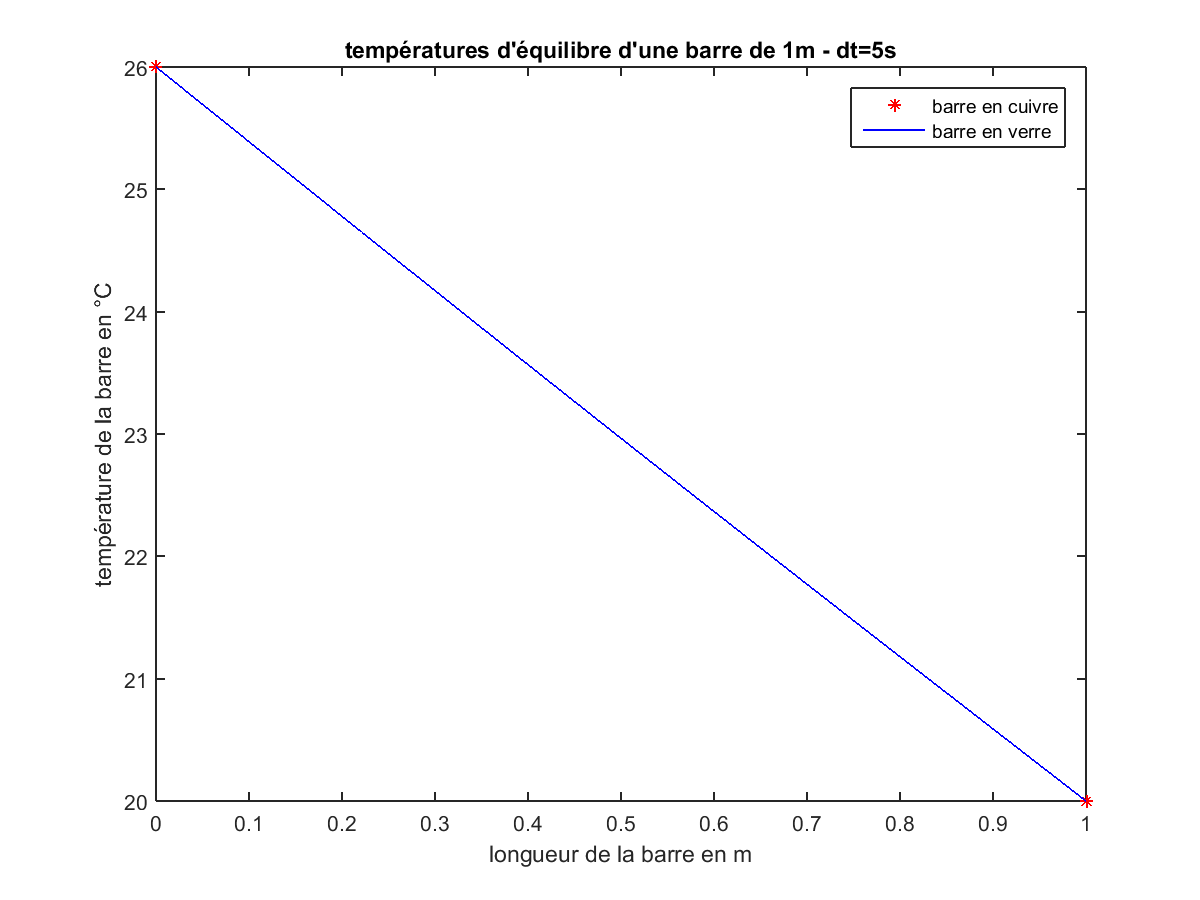 températures d'équilibre d'une barre de 1m - dt=5s
barre en cuivre
barre en verre
température de la barre en °C
26
25
24
23
22
21
20
0 0.1 0.2 0.3 0.4 0.5 0.6 0.7 0.8 0.9 1
longueur de la barre en m